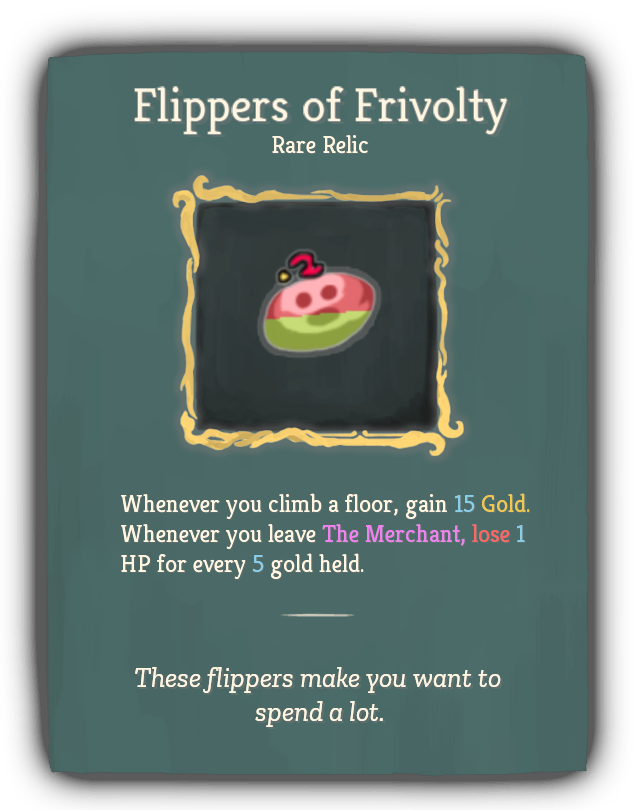 Flippers of Frivolty
Rare Relic
Whenever you climb a floor, gain 15 Gold.
Whenever you leave The Merchant, lose 1
HP for every 5 gold held.
These flippers make you want to
spend a lot.